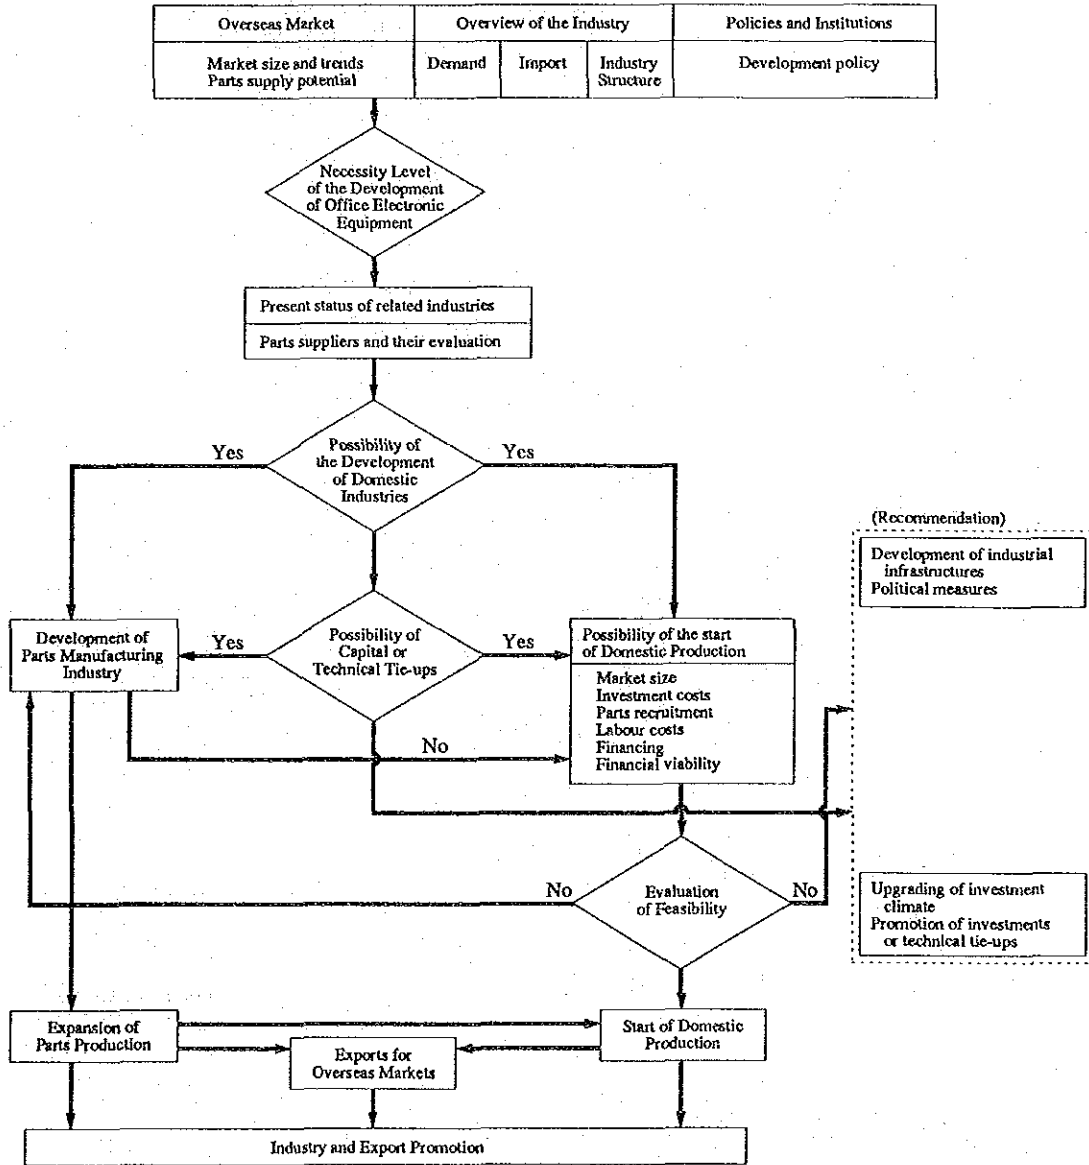 Overseas Market
Overview of the Industry
Policies and Institutions
Market size and trends
Parts supply potential
Demand
Import
Industry
Structure
Development policy
Necessity Level
of the Development
of Office Electronic
Equipment
Present status of related industries
Parts suppliers and their evaluation
Yes
Possibility of
the Development
of Domestic
Industries
Yes
(Recommendation)
Development of industrial
infrastructures
Political measures
Development of
Parts Manufacturing
Industry
Yes
Possibility of
Capital or
Technical Tie-ups
Yes
Possibility of the start
of Domestic Production
Market size
Investment costs
Parts recruitment
Labour costs
Financing
Financial viability
No
No
Evaluation
of Feasibility
No
Upgrading of investment
climate
Promotion of investments
or technical tie-ups
Expansion of
Parts Production
Exports for
Overseas Markets
Start of Domestic
Production
Industry and Export Promotion